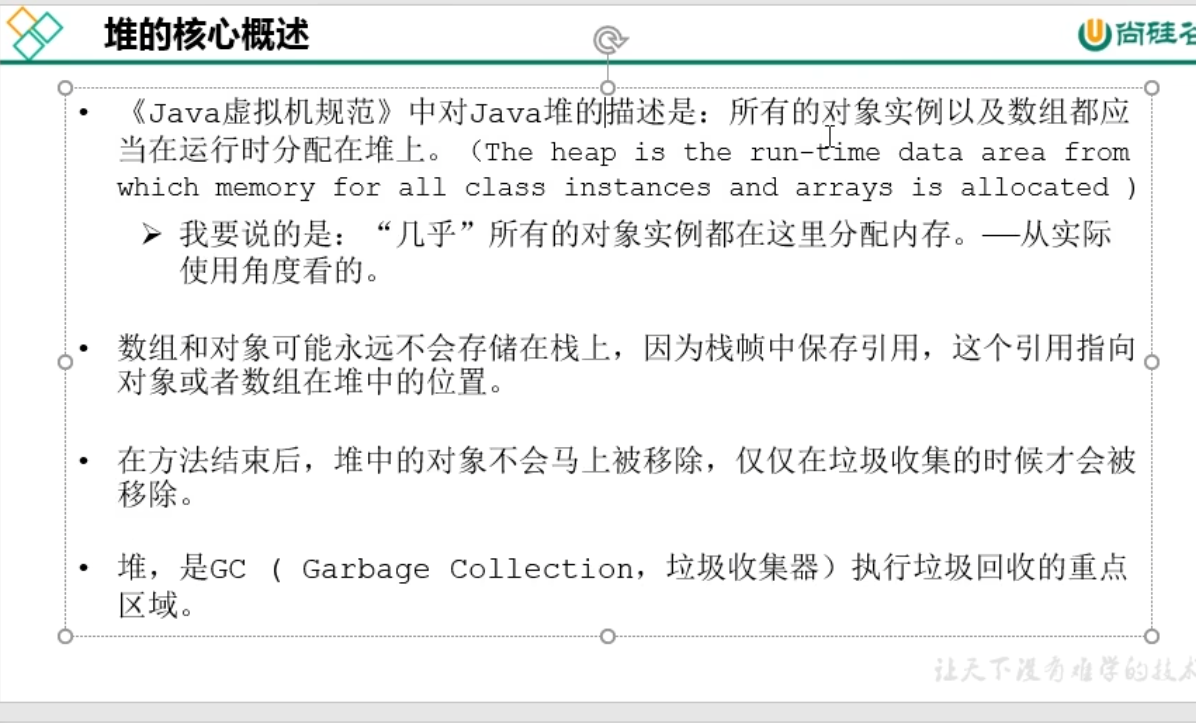 堆的核心概述
尚硅谷
• 《Java虚拟机规范》中对Java堆的描述是：所有的对象实例以及数组都应
当在运行时分配在堆上。（The heap is the run-time data area from
which memory for all class instances and arrays is allocated ）
➢ 我要说的是：“几乎”所有的对象实例都在这里分配内存。——从实际
使用角度看的。
• 数组和对象可能永远不会存储在栈上，因为栈帧中保存引用，这个引用指向
对象或者数组在堆中的位置。
• 在方法结束后，堆中的对象不会马上被移除，仅仅在垃圾收集的时候才会被
移除。
• 堆，是GC （ Garbage Collection，垃圾收集器）执行垃圾回收的重点
区域。
让天下没有难学的技术